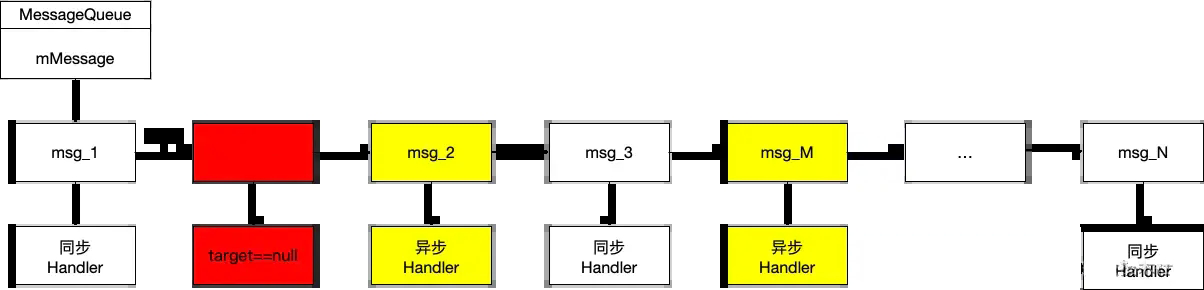 MessageQueue
mMessage
msg_1
msg_2
msg_3
msg_M
...
msg_N
同步
Handler
target==null
异步
Handler
同步
Handler
异步
Handler
同步
Handler